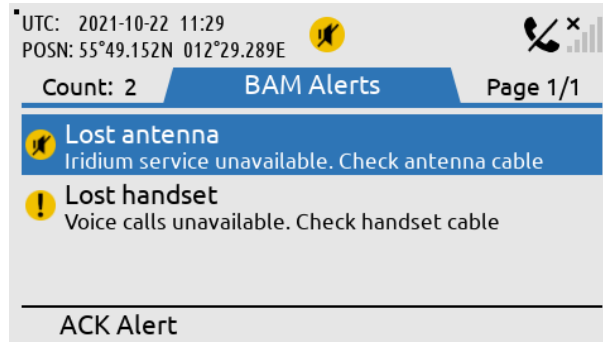 UTC: 2021-10-22 11:29
POSN: 55°49.152N 012°29.289E
Count: 2 BAM Alerts Page 1/1
Lost antenna
Iridium service unavailable. Check antenna cable
Lost handset
Voice calls unavailable. Check handset cable
ACK Alert